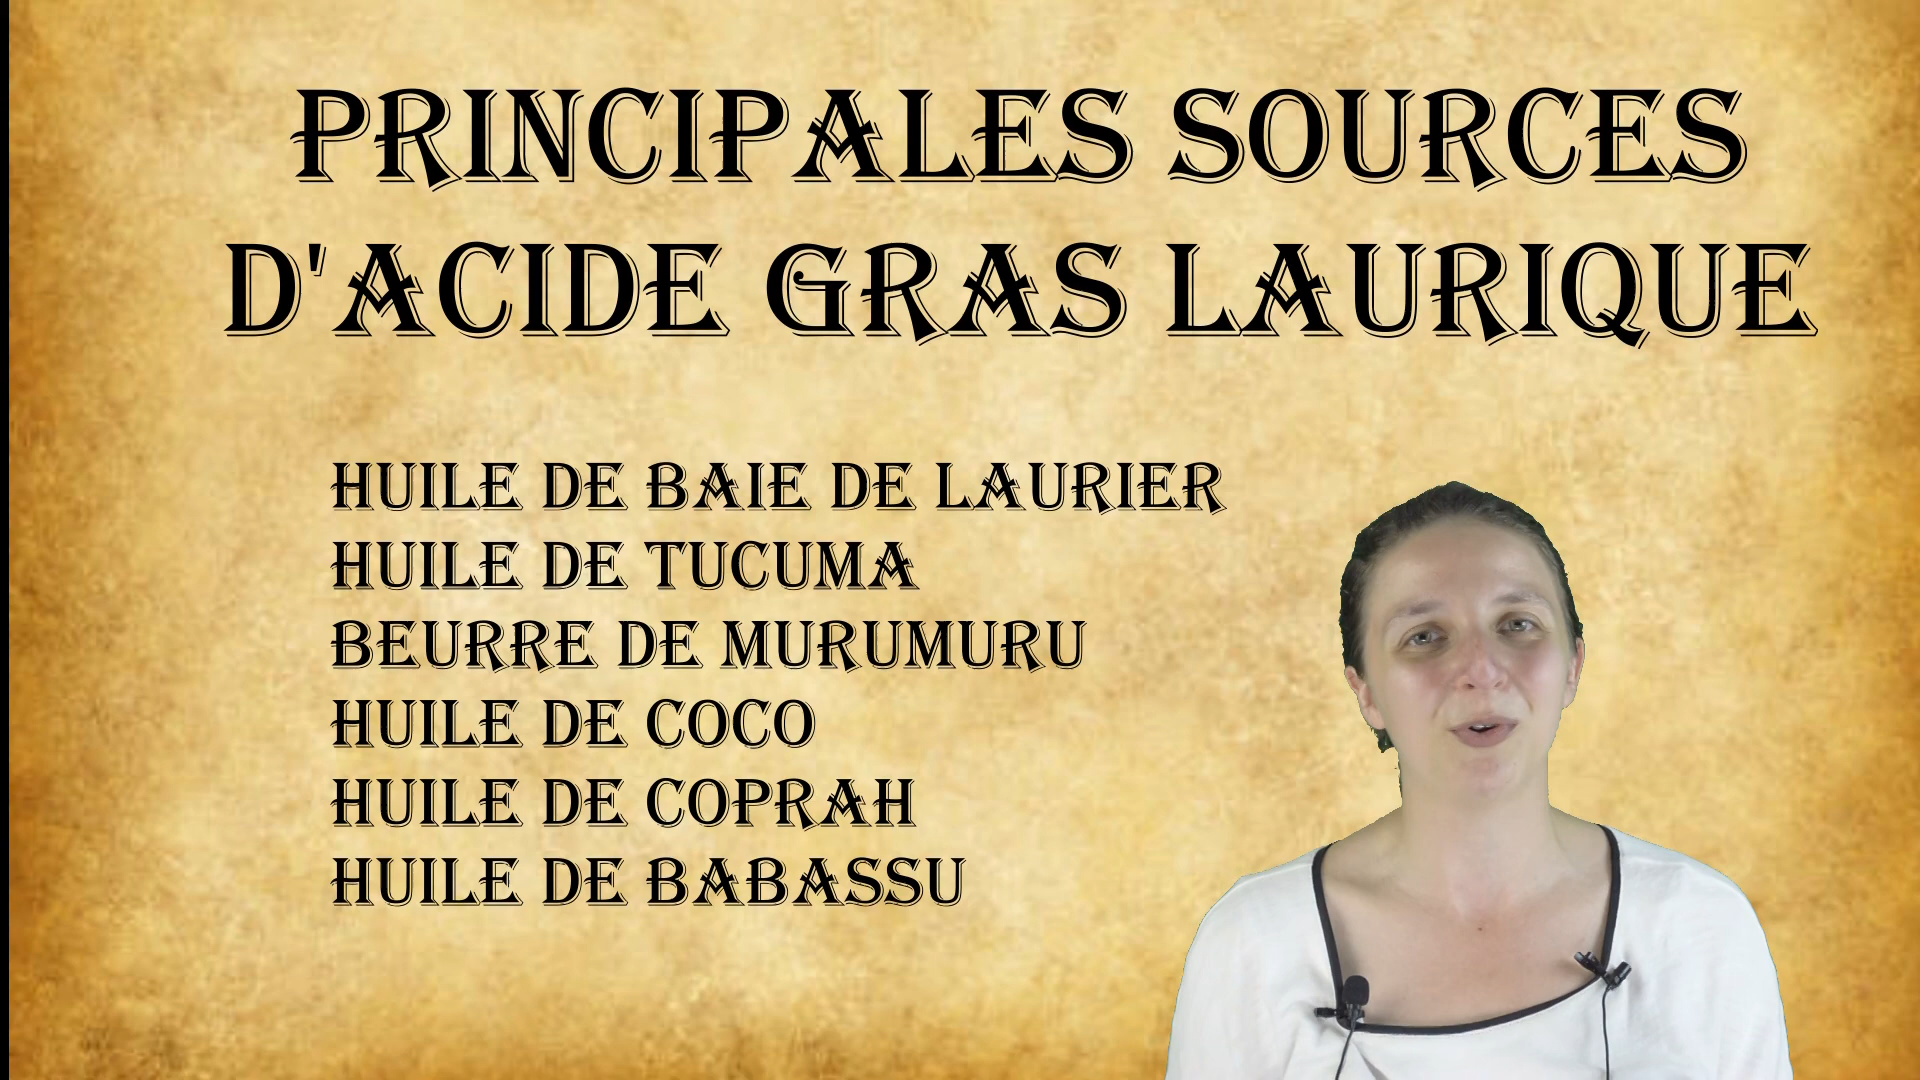 PRINCIPALES SOURCES
D'ACIDE GRAS LAURIQUE
HUILE DE BAIE DE LAURIER
HUILE DE TUCUMA
BEURRE DE MURUMURU
HUILE DE COCO
HUILE DE COPRAH
HUILE DE BABASSU